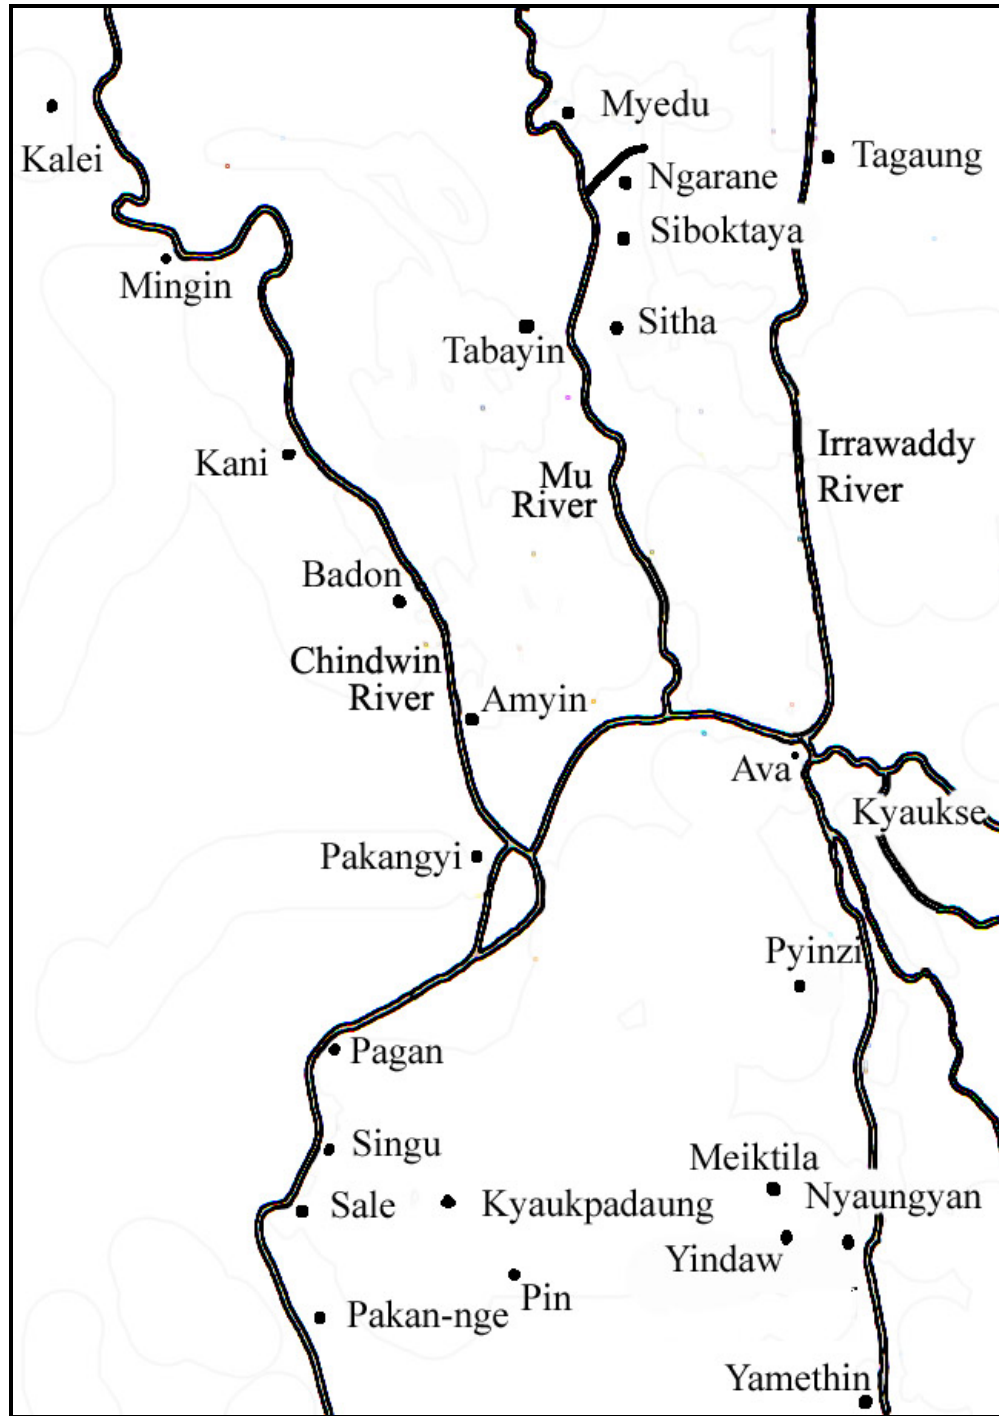 Myedu
Kalei
Tagaung
Ngarane
Siboktaya
Mingin
Sitha
Tabayin
Kani
Irrawaddy
River
Mu
River
Badon
Chindwin
River
Amyin
Ava
Kyaukse
Pakangyi
Pyinzi
Pagan
Singu
Meiktila
Nyaungyan
Sale
Kyaukpadaung
Yindaw
Pin
Pakan-nge
Yamethin